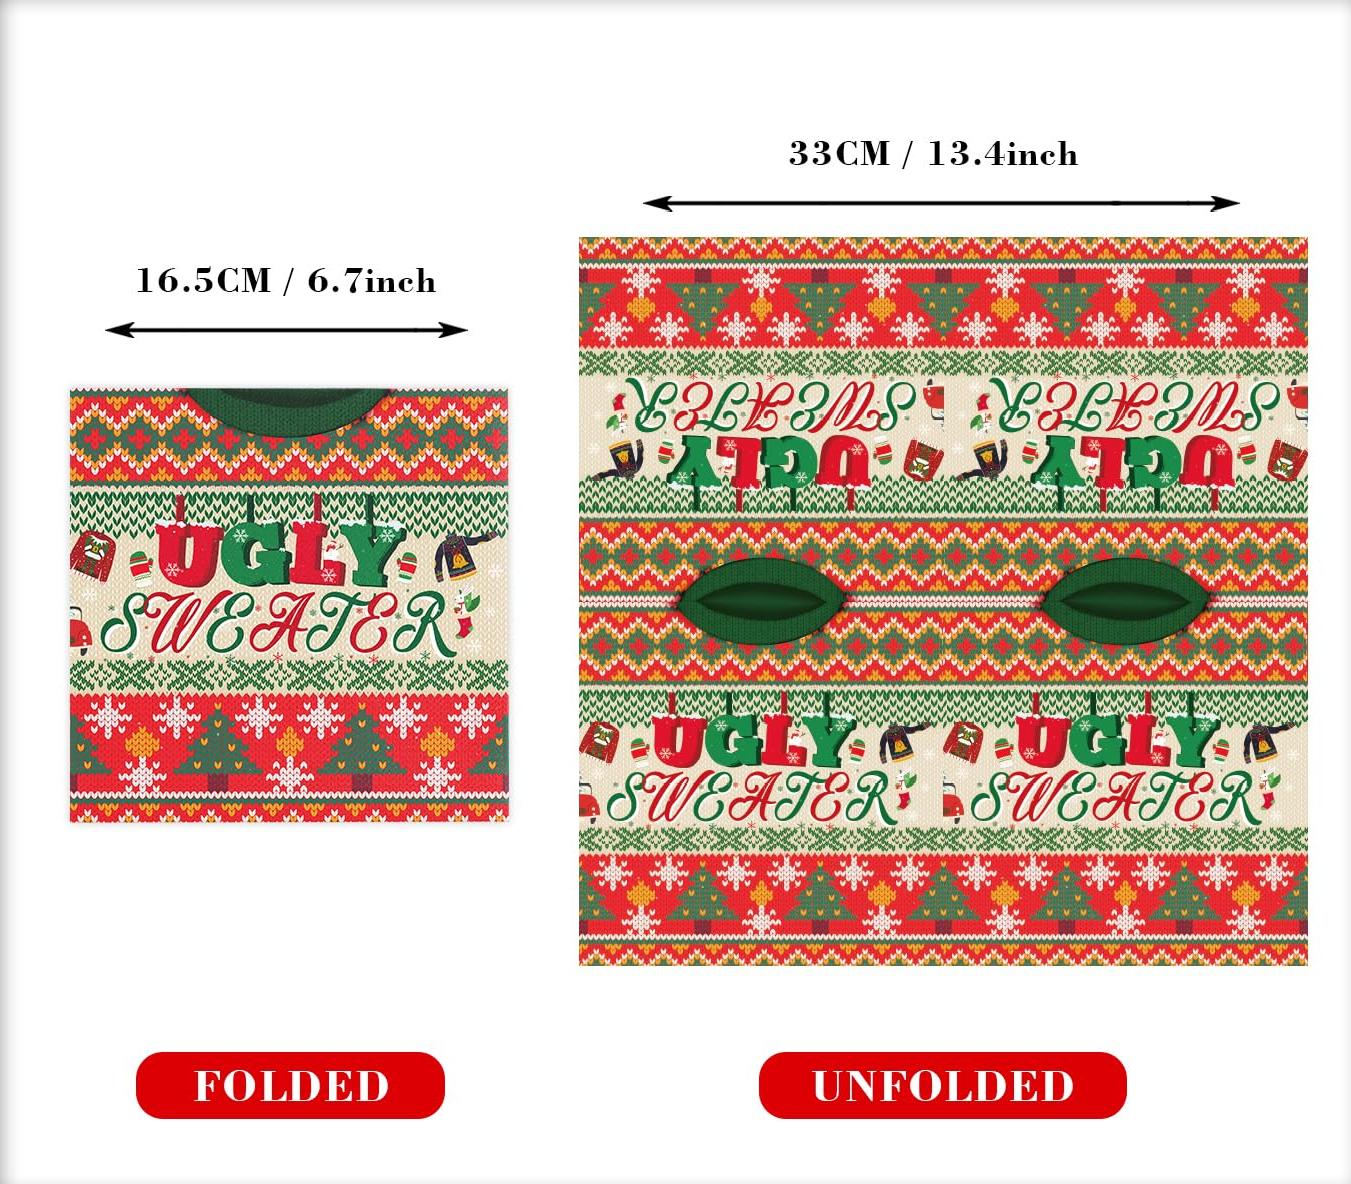 33CM / 13.4inch
16.5CM / 6.7inch
UGLY
SWEATER
SWEATER
SWEATER
UGLY
UGLY
UGLY
UGLY
SWEATER
SWEATER
FOLDED
UNFOLDED